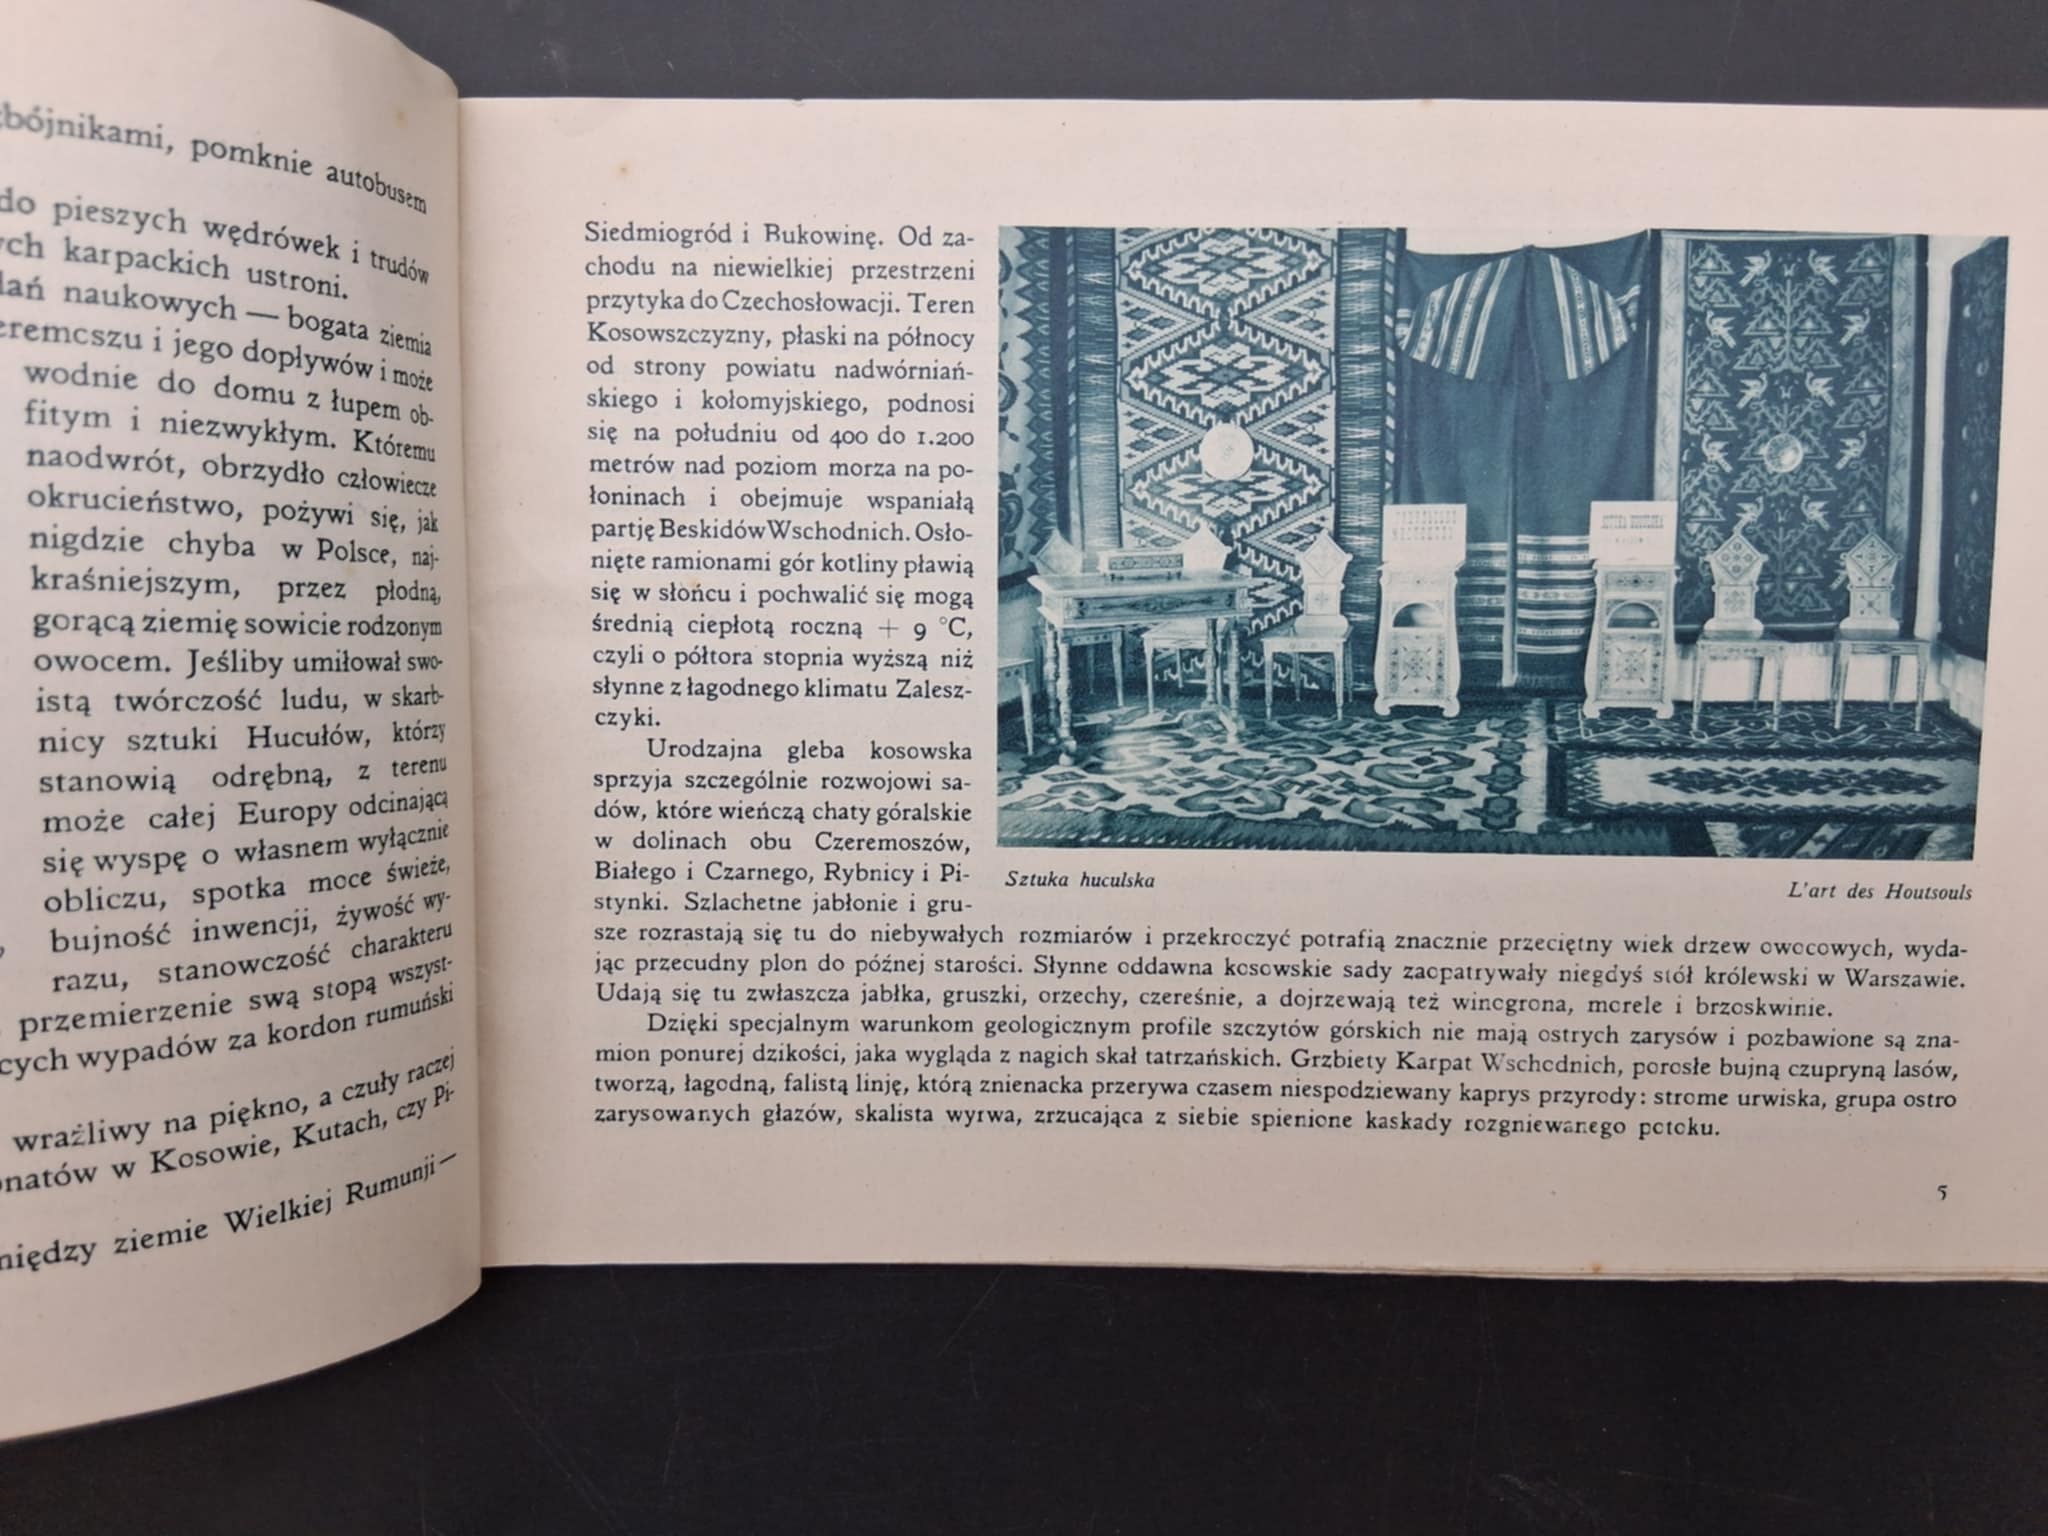 pomknie autobusem
do pieszych wędrówek i trudów
karpackich ustroni.
naukowych — bogata ziemia
i jego dopływów i może
wodnie do domu z łupem ob-
fitym i niezwykłym. Któremu
naodwrót, obrzydło człowiecze
okrucieństwo, pożywi się, jak
nigdzie chyba w Polsce, naj-
kraśniejszym, przez płodną,
gorącą ziemię sowicie rodzonym
owocem. Jeśliby umiłował swo-
istą twórczość ludu, w skarb-
nicy sztuki Hucułów, którzy
stanowią odrębną, z terenu
może całej Europy odcinającą
się wyspę o własnem wyłącznie
obliczu, spotka moce świeże,
bujność inwencji, żywość wy-
razu, stanowczość charakteru
przemierzenie swą stopą wszyst-
wypadów za kordon rumuński
wrażliwy na piękno, a czuły raczej
w Kosowie, Kutach, czy Pi-
ziemie Wielkiej Rumunji —
Siedmiogród i Bukowinę. Od za-
chodu na niewielkiej przestrzeni
przytyka do Czechosłowacji. Teren
Kosowszczyzny, płaski na północy
od strony powiatu nadwórniań-
skiego i kołomyjskiego, podnosi
się na południu od 400 do 1.200
metrów nad poziom morza na po-
łoninach i obejmuje wspaniałą
partję Beskidów Wschodnich. Osło-
nięte ramionami gór kotliny pławią
się w słońcu i pochwalić się mogą
średnią ciepłotą roczną + 9 °C,
czyli o półtora stopnia wyższą niż
słynne z łagodnego klimatu Zalesz-
czyki.
Urodzajna gleba kosowska
sprzyja szczególnie rozwojowi sa-
dów, które wieńczą chaty góralskie
w dolinach obu Czeremoszów,
Białego i Czarnego, Rybnicy i Pi-
stynki. Szlachetne jabłonie i gru-
sze rozrastają się tu do niebywałych rozmiarów i przekroczyć potrafią znacznie przeciętny wiek drzew owocowych, wyda-
jąc przecudny plon do późnej starości. Słynne oddawna kosowskie sady zaopatrywały niegdyś stół królewski w Warszawie.
Udają się tu zwłaszcza jabłka, gruszki, orzechy, czereśnie, a dojrzewają też winogrona, morele i brzoskwinie.
Dzięki specjalnym warunkom geologicznym profile szczytów górskich nie mają ostrych zarysów i pozbawione są zna-
mion ponurej dzikości, jaka wygląda z nagich skał tatrzańskich. Grzbiety Karpat Wschodnich, porosłe bujną czupryną lasów,
tworzą, łagodną, falistą linję, którą znienacka przerywa czasem niespodziewany kaprys przyrody: strome urwiska, grupa ostro
zarysowanych głazów, skalista wyrwa, zrzucająca z siebie spienione kaskady rozgniewanego potoku.
Sztuka huculska
L'art des Houtsouls
5